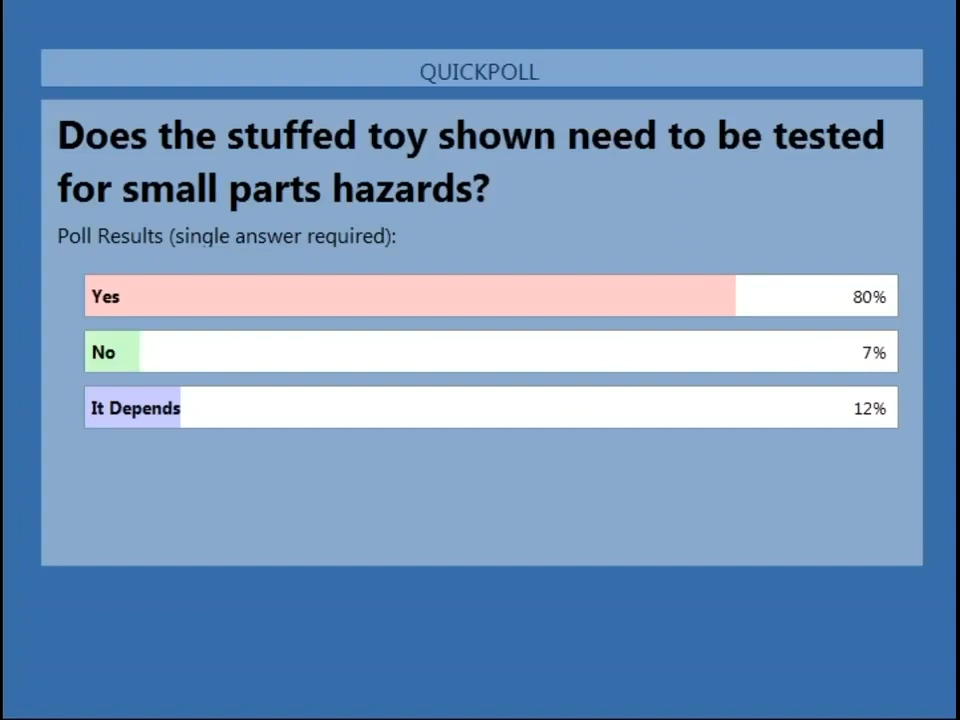 QUICKPOLL
Does the stuffed toy shown need to be tested
for small parts hazards?
Poll Results (single answer required):
Yes 80%
No 7%
It Depends 12%